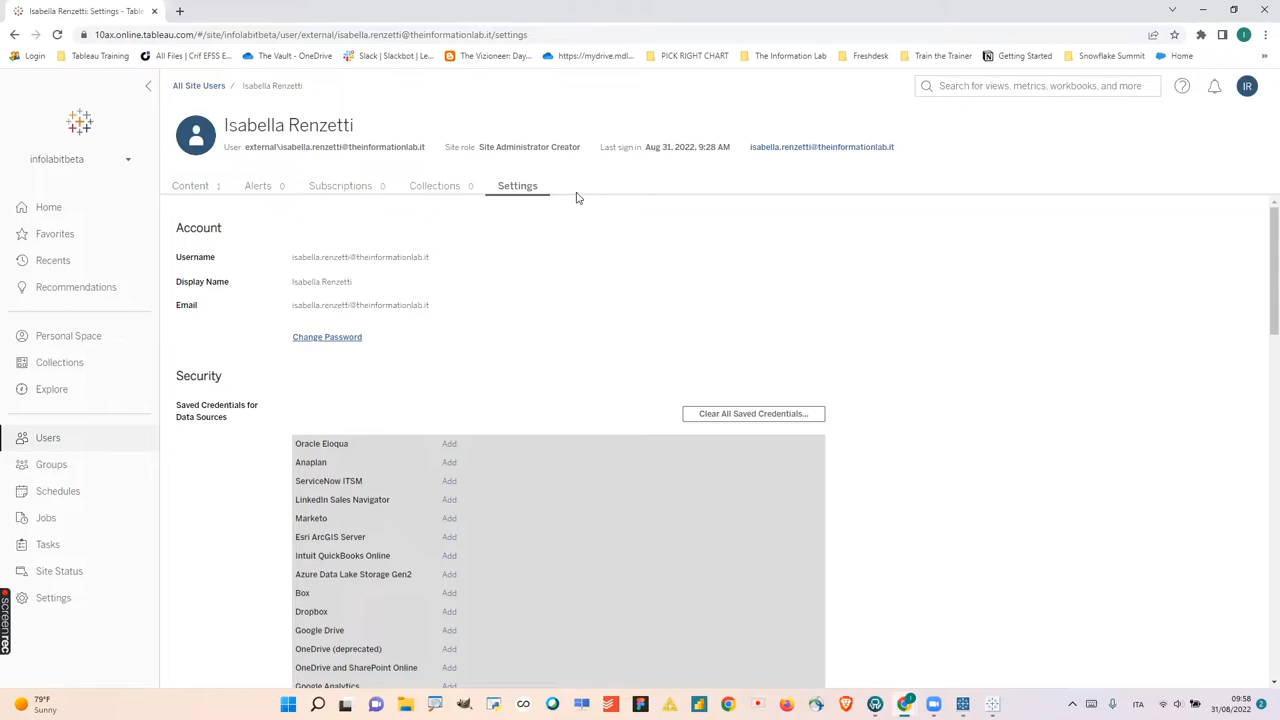 Isabella Renzetti: Settings - Tab
10ax.online.tableau.com/#/site/infolabitbeta/user/external/isabella.renzetti@theinformationlab.it/settings
Login
Tableau Training
All Files | Crif EFSS...
The Vault - OneDrive
Slack | Slackbot | Le...
The Vizioneer: Day...
https://mydrive.mdl...
PICK RIGHT CHART
The Information Lab
Freshdesk
Train the Trainer
Getting Started
Snowflake Summit
Home
»
All Site Users / Isabella Renzetti
Search for views, metrics, workbooks, and more
IR
Isabella Renzetti
User external\isabella.renzetti@theinformationlab.it Site role Site Administrator Creator Last sign in Aug 31, 2022, 9:28 AM isabella.renzetti@theinformationlab.it
infolabitbeta
Content 1 Alerts 0 Subscriptions 0 Collections 0 Settings
Home
Favorites
Recents
Recommendations
Personal Space
Collections
Explore
Users
Groups
Schedules
Jobs
Tasks
Site Status
Settings
Account
Username isabella.renzetti@theinformationlab.it
Display Name Isabella Renzetti
Email isabella.renzetti@theinformationlab.it
Change Password
Security
Saved Credentials for
Data Sources
Clear All Saved Credentials...
Oracle Eloqua Add
Anaplan Add
ServiceNow ITSM Add
LinkedIn Sales Navigator Add
Marketo Add
Esri ArcGIS Server Add
Intuit QuickBooks Online Add
Azure Data Lake Storage Gen2 Add
Box Add
Dropbox Add
Google Drive Add
OneDrive (deprecated) Add
OneDrive and SharePoint Online Add
Google Analytics Add
screenrec
79°F
Sunny
ITA
09:58
31/08/2022
2